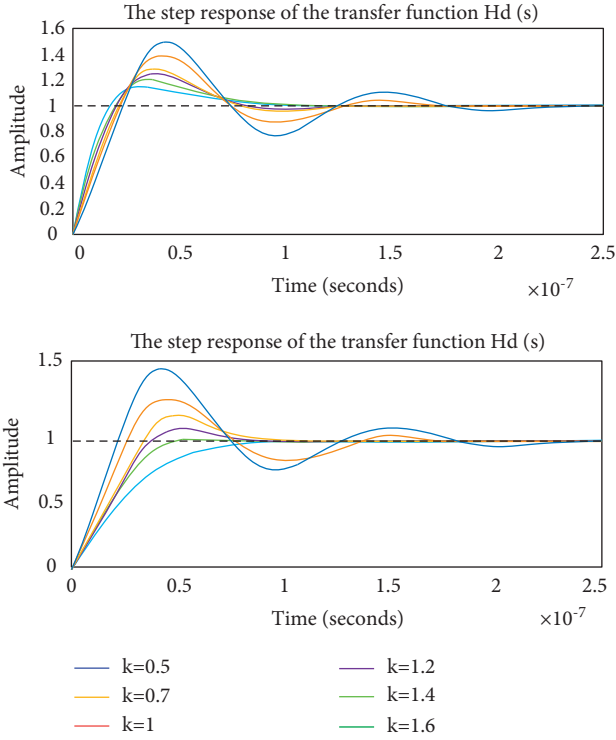 The step response of the transfer function Hd (s)
1.6
1.4
1.2
1
0.8
0.6
0.4
0.2
0
Amplitude
0 0.5 1 1.5 2 2.5
Time (seconds)
×10-7
The step response of the transfer function Hd (s)
1.5
1
0.5
0
Amplitude
0 0.5 1 1.5 2 2.5
Time (seconds)
×10-7
k=0.5
k=0.7
k=1
k=1.2
k=1.4
k=1.6